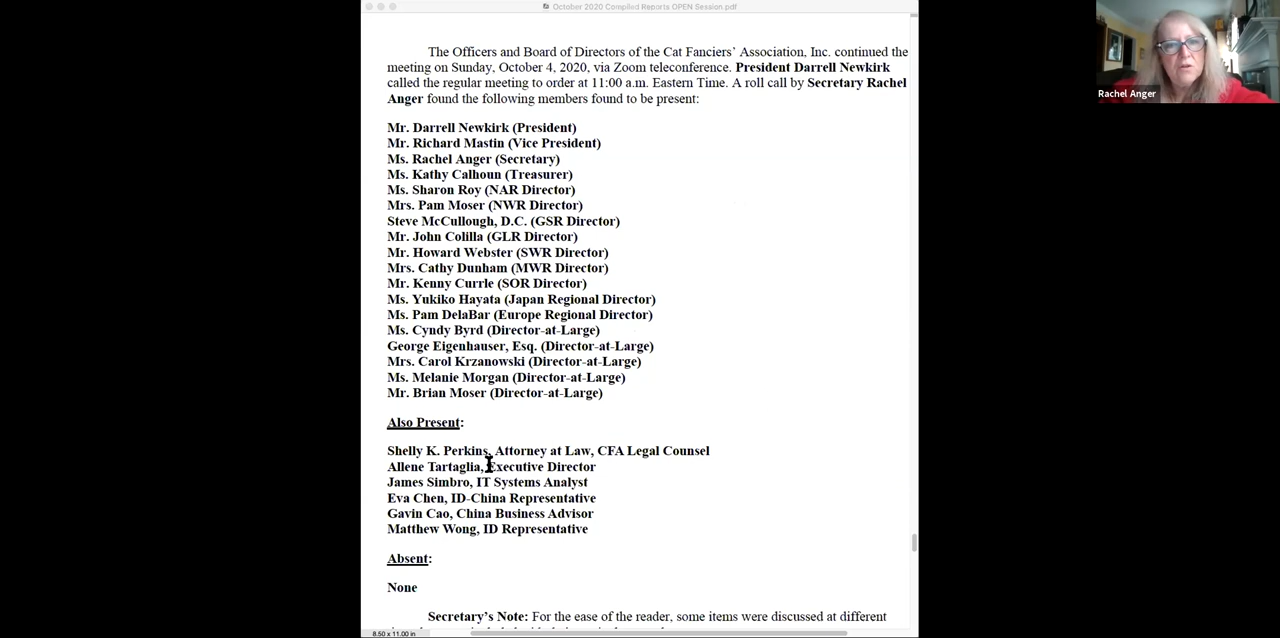 October 2020 Compiled Reports OPEN Session.pdf
The Officers and Board of Directors of the Cat Fanciers' Association, Inc. continued the
meeting on Sunday, October 4, 2020, via Zoom teleconference. President Darrell Newkirk
called the regular meeting to order at 11:00 a.m. Eastern Time. A roll call by Secretary Rachel
Anger found the following members found to be present:
Mr. Darrell Newkirk (President)
Mr. Richard Mastin (Vice President)
Ms. Rachel Anger (Secretary)
Ms. Kathy Calhoun (Treasurer)
Ms. Sharon Roy (NAR Director)
Mrs. Pam Moser (NWR Director)
Steve McCullough, D.C. (GSR Director)
Mr. John Colilla (GLR Director)
Mr. Howard Webster (SWR Director)
Mrs. Cathy Dunham (MWR Director)
Mr. Kenny Currle (SOR Director)
Ms. Yukiko Hayata (Japan Regional Director)
Ms. Pam DelaBar (Europe Regional Director)
Ms. Cyndy Byrd (Director-at-Large)
George Eigenhauser, Esq. (Director-at-Large)
Mrs. Carol Krzanowski (Director-at-Large)
Ms. Melanie Morgan (Director-at-Large)
Mr. Brian Moser (Director-at-Large)
Also Present:
Shelly K. Perkins, Attorney at Law, CFA Legal Counsel
Allene Tartaglia, Executive Director
James Simbro, IT Systems Analyst
Eva Chen, ID-China Representative
Gavin Cao, China Business Advisor
Matthew Wong, ID Representative
Absent:
None
Secretary's Note: For the ease of the reader, some items were discussed at different
8.50 x 11.00 in
Rachel Anger